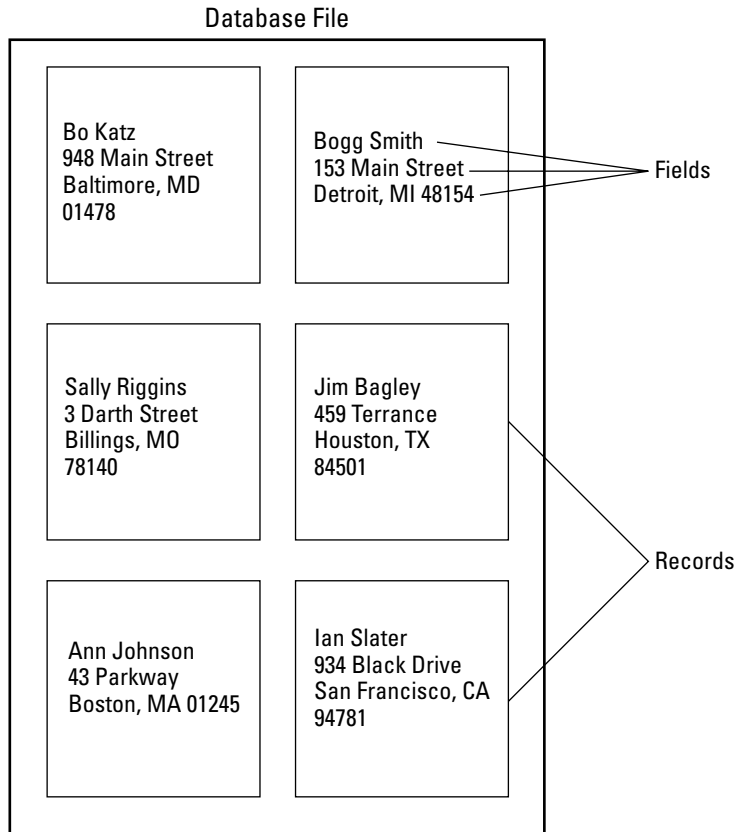 Database File
Bo Katz
948 Main Street
Baltimore, MD
01478
Bogg Smith
153 Main Street
Detroit, MI 48154
Fields
Sally Riggins
3 Darth Street
Billings, MO
78140
Jim Bagley
459 Terrance
Houston, TX
84501
Records
Ann Johnson
43 Parkway
Boston, MA 01245
Ian Slater
934 Black Drive
San Francisco, CA
94781